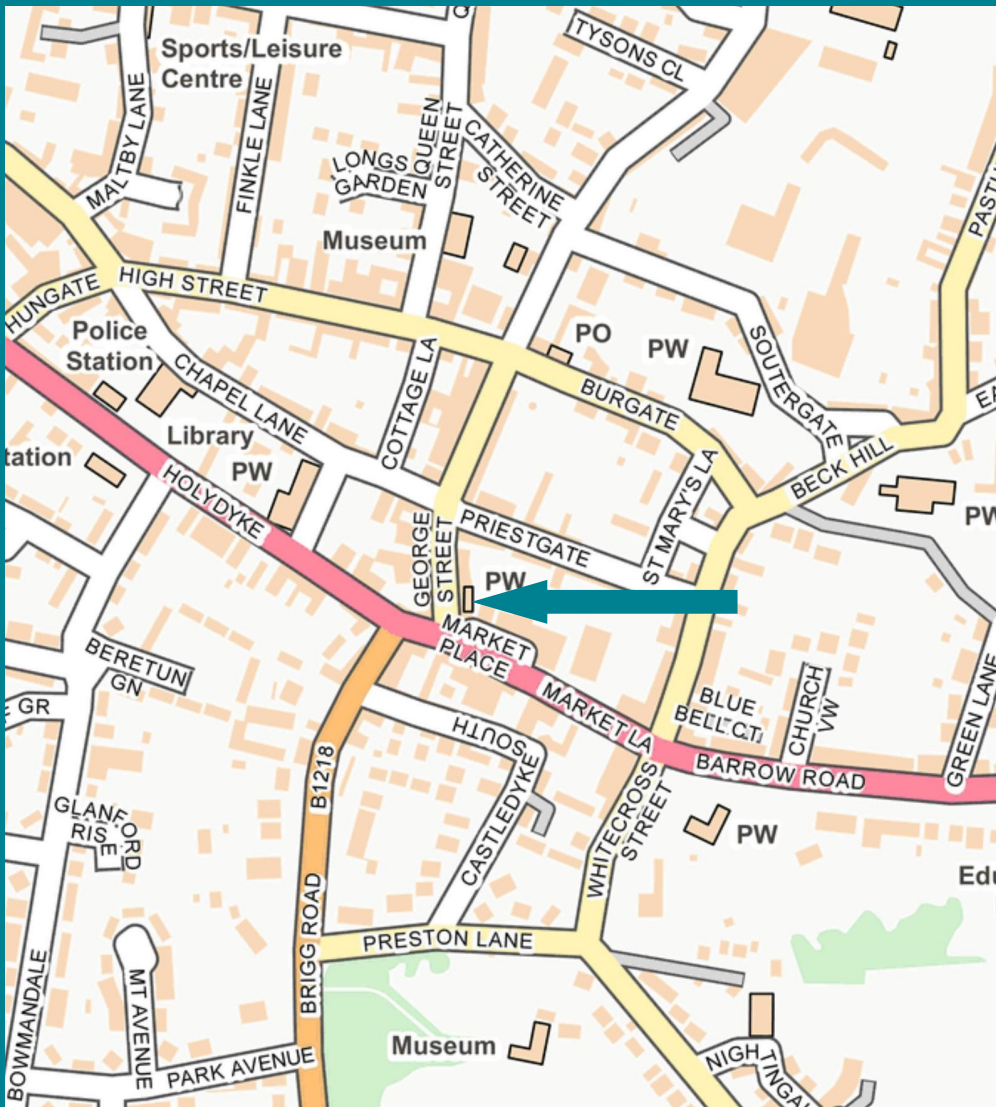 TYSONS CL
Sports/Leisure
Centre
MALTBY LANE
FINKLE LANE
QUEEN
STREET
CATHERINE
STREET
LONGS
GARDEN
Museum
HUNGATE
HIGH STREET
Police
Station
CHAPEL LANE
COTTAGE LA
PO
PW
BURGATE
SOUTERGATE
BECK HILL
Library
PW
tation
HOLYDYKE
GEORGE
STREET
PRIESTGATE
ST MARY'S LA
PW
PW
MARKET
PLACE
MARKET LA
BERETUN
GN
GR
SOUTH
CASTLEDYKE
BLUE
BELL CT
CHURCH
VW
GREEN LANE
BARROW ROAD
B1218
GLANFORD
RISE
WHITECROSS
STREET
PW
Edu
BRIGG ROAD
PRESTON LANE
BOWMANDALE
MT AVENUE
PARK AVENUE
Museum
NIGHTINGAL